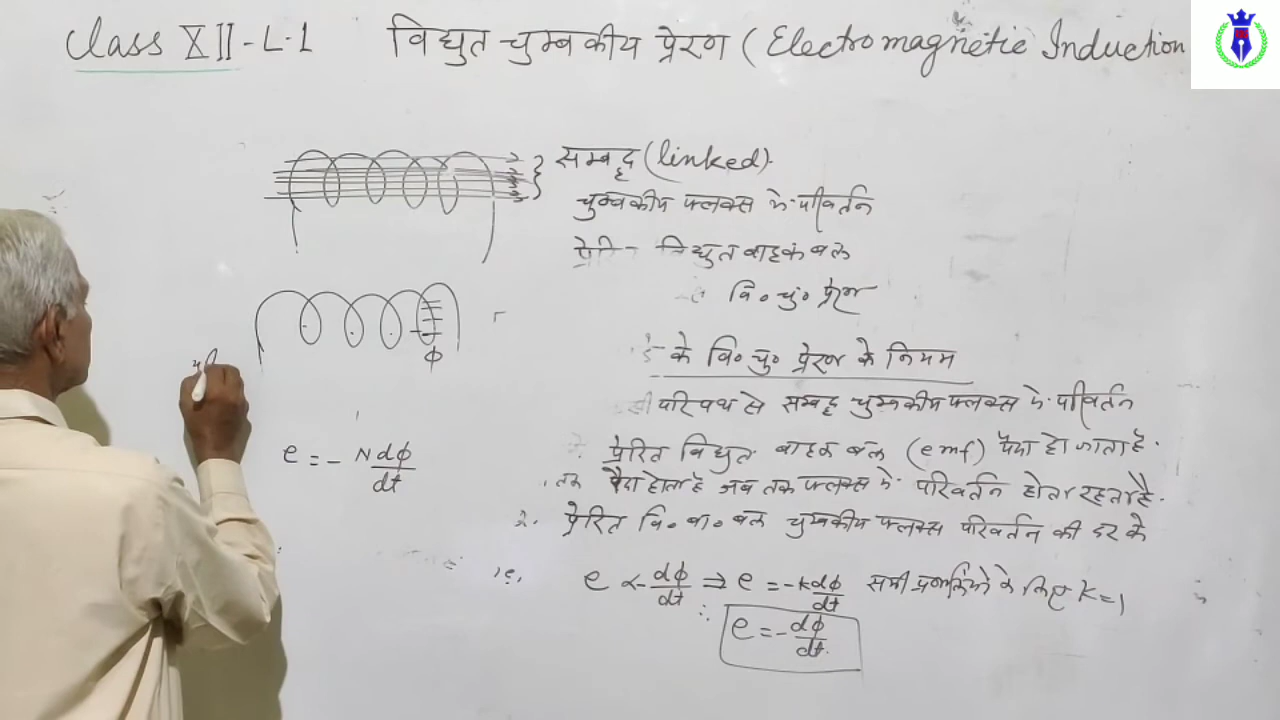 Class XII-L.1 विद्युत चुम्बकीय प्रेरण (Electromagnetic Induction
सम्बद्ध (linked).
चुम्बकीय फ्लक्स में परिवर्तन
विद्युत वाहक बल
वि० चु० प्रेरण
के वि० चु० प्रेरण के नियम
परिपथ से सम्बद्ध चुम्बकीय फ्लक्स में परिवर्तन
प्रेरित विद्युत वाहक बल (emf) पैदा हो जाता है.
तक पैदा होता है जब तक फ्लक्स में परिवर्तन होता रहता है.
2. प्रेरित वि० वा० बल चुम्बकीय फ्लक्स परिवर्तन की दर के
e ∝ -dϕ/dt ⇒ e = -k dϕ/dt सभी प्रणालियों के लिए k=1
∴ e = -dϕ/dt
ϕ
e = - N dϕ/dt